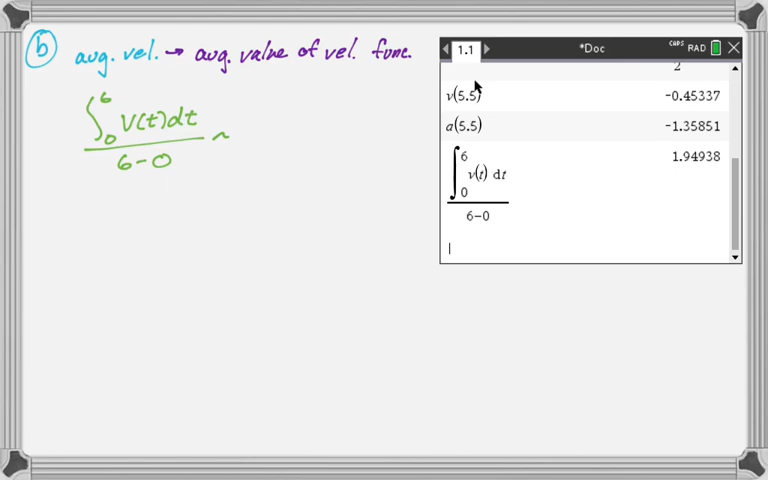 b avg. vel. → avg. value of vel. func.
∫₀⁶ v(t)dt
6-0
~
1.1 *Doc CAPS RAD
2
v(5.5) -0.45337
a(5.5) -1.35851
∫₀⁶ v(t) dt 1.94938
6-0